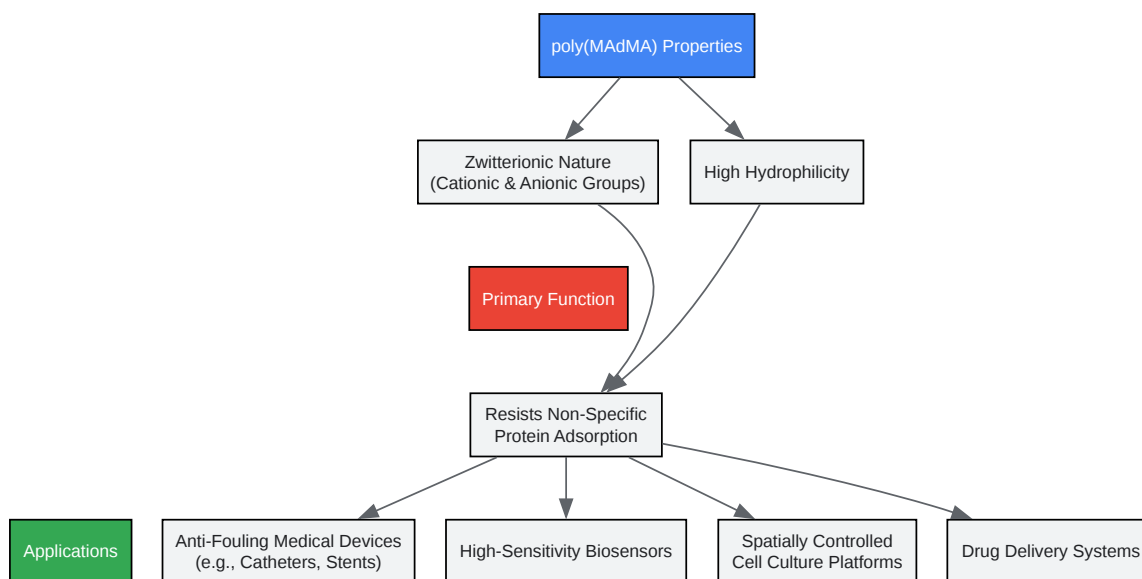 poly(MAdMA) Properties
Zwitterionic Nature
(Cationic & Anionic Groups)
High Hydrophilicity
Primary Function
Resists Non-Specific
Protein Adsorption
Applications
Anti-Fouling Medical Devices
(e.g., Catheters, Stents)
High-Sensitivity Biosensors
Spatially Controlled
Cell Culture Platforms
Drug Delivery Systems